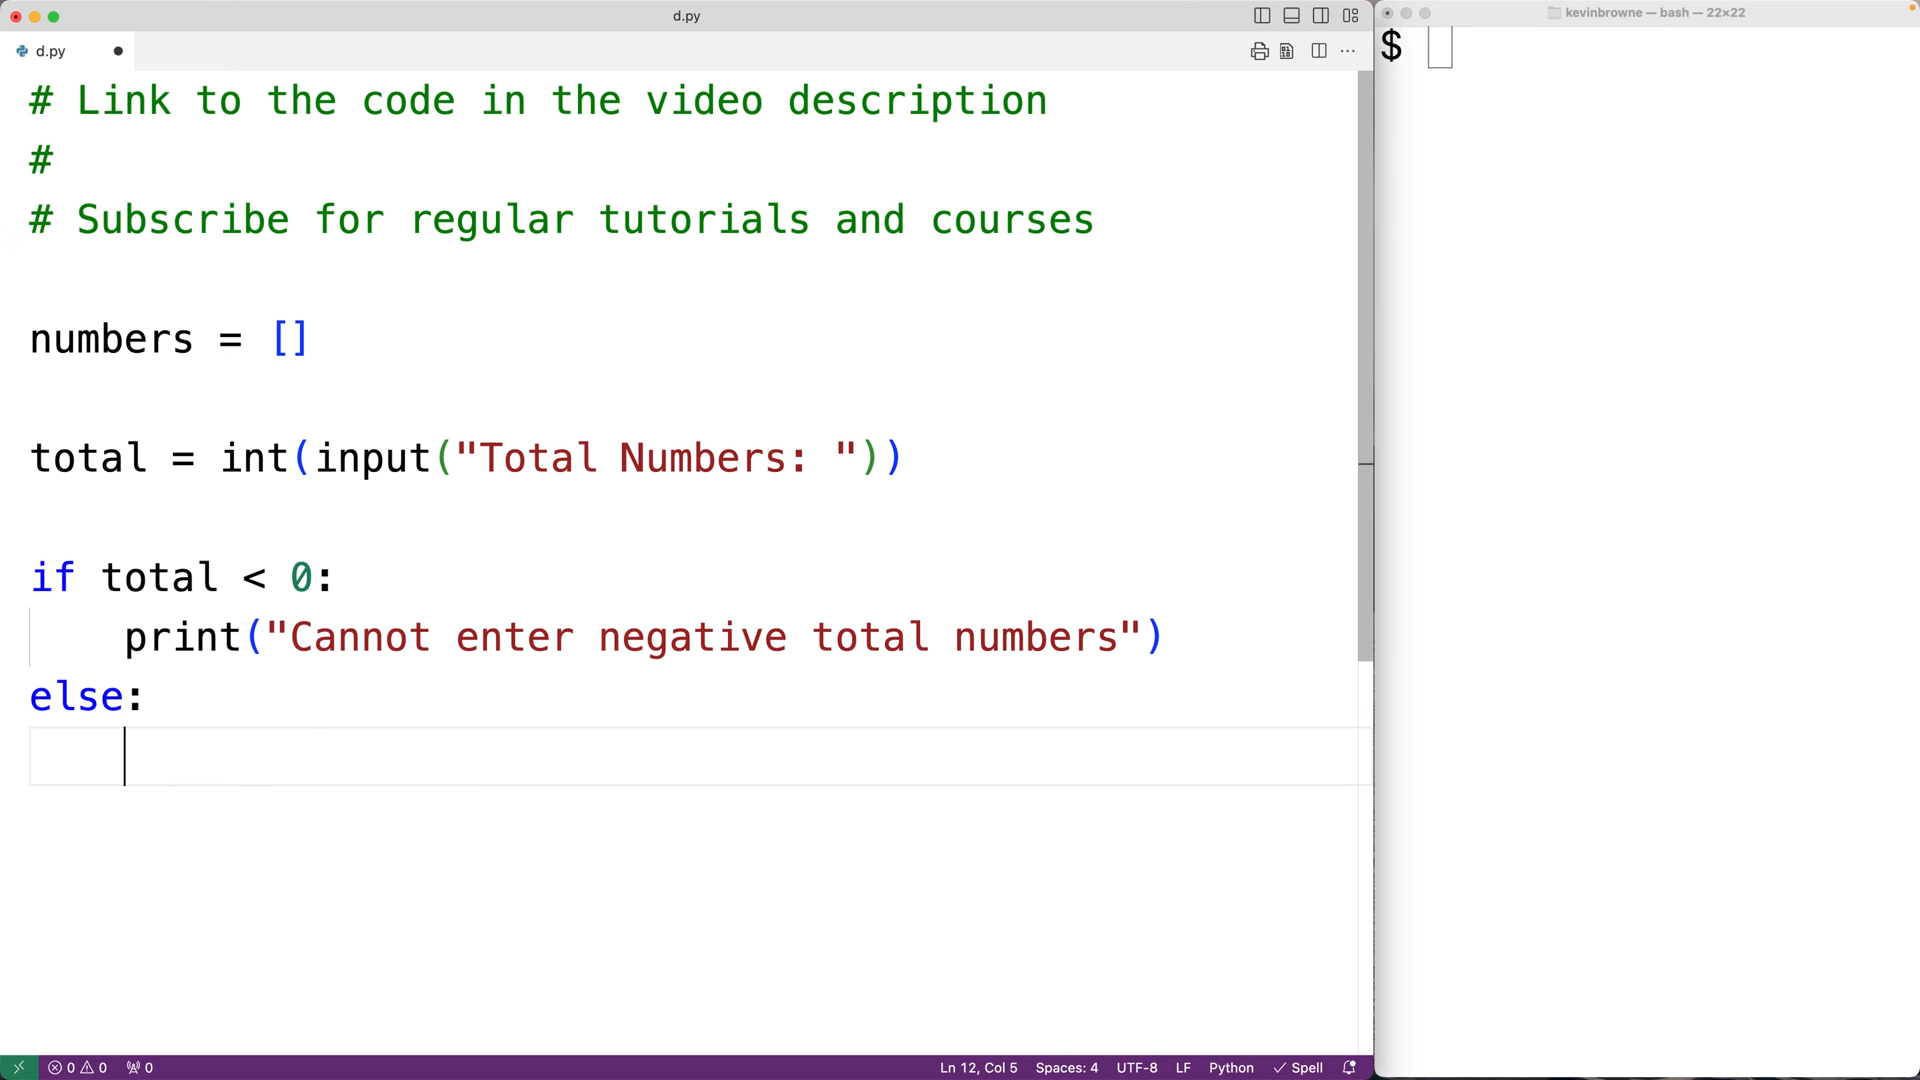 d.py
d.py
# Link to the code in the video description
#
# Subscribe for regular tutorials and courses
numbers = []
total = int(input("Total Numbers: "))
if total < 0:
    print("Cannot enter negative total numbers")
else:
0 0 0
Ln 12, Col 5 Spaces: 4 UTF-8 LF Python Spell
kevinbrowne — bash — 22×22
$